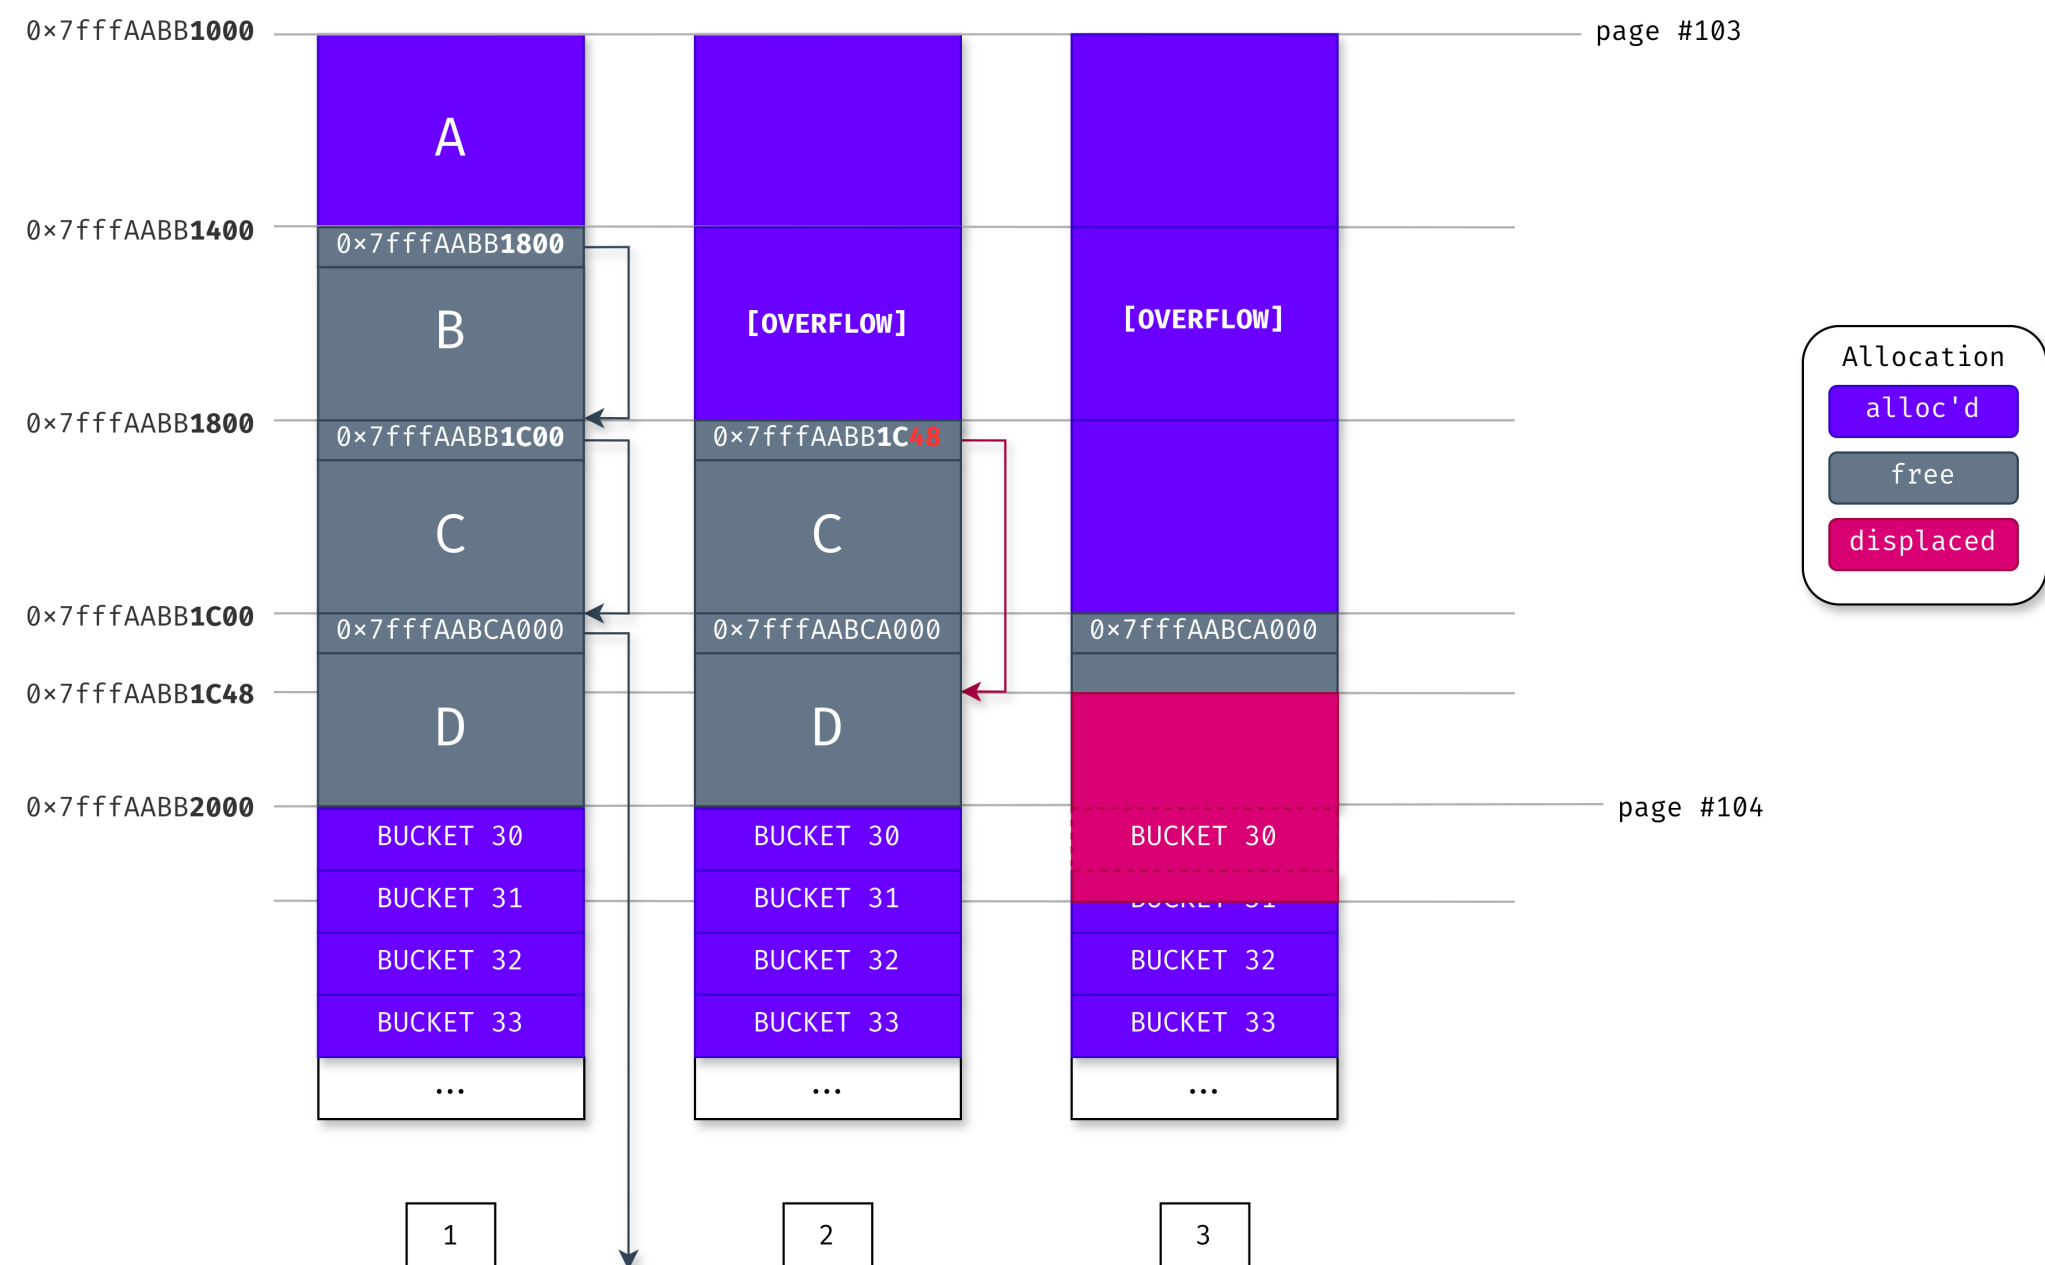 0×7fffAABB1000
page #103
A
0×7fffAABB1400
0×7fffAABB1800
B
[OVERFLOW]
[OVERFLOW]
Allocation
alloc'd
free
displaced
0×7fffAABB1800
0×7fffAABB1C00
0×7fffAABB1C48
C
C
0×7fffAABB1C00
0×7fffAABCA000
0×7fffAABCA000
0×7fffAABCA000
0×7fffAABB1C48
D
D
0×7fffAABB2000
page #104
BUCKET 30
BUCKET 30
BUCKET 30
BUCKET 31
BUCKET 31
BUCKET 31
BUCKET 32
BUCKET 32
BUCKET 32
BUCKET 33
BUCKET 33
BUCKET 33
...
...
...
1
2
3